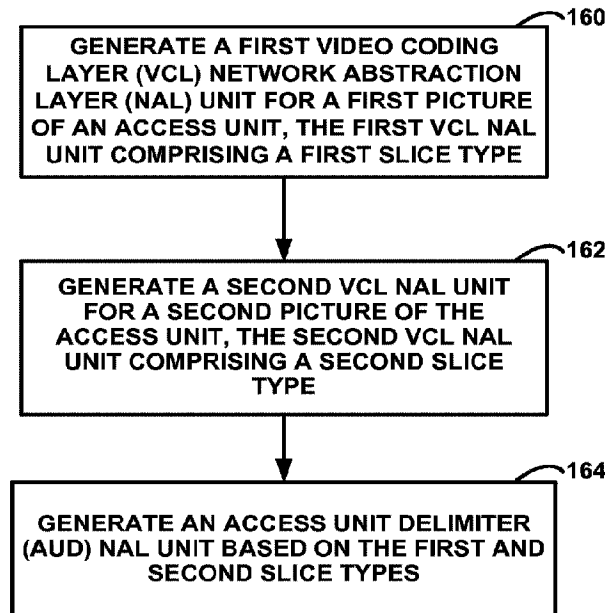 160
GENERATE A FIRST VIDEO CODING
LAYER (VCL) NETWORK ABSTRACTION
LAYER (NAL) UNIT FOR A FIRST PICTURE
OF AN ACCESS UNIT, THE FIRST VCL NAL
UNIT COMPRISING A FIRST SLICE TYPE
162
GENERATE A SECOND VCL NAL UNIT
FOR A SECOND PICTURE OF THE
ACCESS UNIT, THE SECOND VCL NAL
UNIT COMPRISING A SECOND SLICE
TYPE
164
GENERATE AN ACCESS UNIT DELIMITER
(AUD) NAL UNIT BASED ON THE FIRST AND
SECOND SLICE TYPES